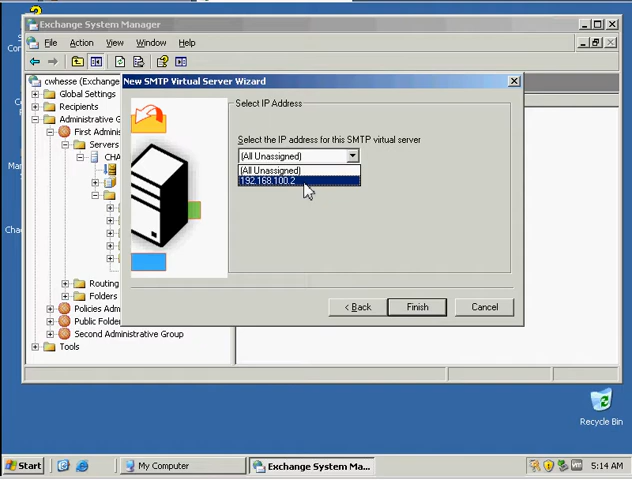 Exchange System Manager
File Action View Window Help
New SMTP Virtual Server Wizard
cwhesse (Exchange
Global Settings
Recipients
Administrative G
First Adminis
Servers
CHA
Routing
Folders
Policies Adm
Public Folder
Second Administrative Group
Tools
Select IP Address
Select the IP address for this SMTP virtual server
(All Unassigned)
(All Unassigned)
192.168.100.2
< Back
Finish
Cancel
Recycle Bin
Start
My Computer
Exchange System Ma...
5:14 AM